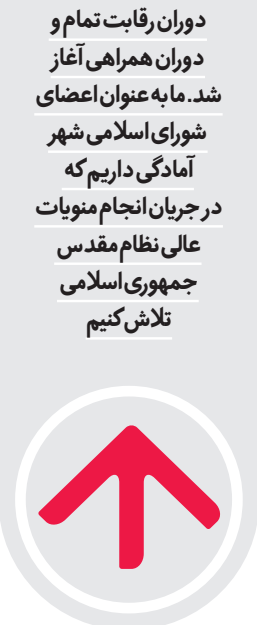 دوران رقابت تمام و
دوران همراهی آغاز
شد. ما به عنوان اعضای
شورای اسلامی شهر
آمادگی داریم که
در جریان انجام منویات
عالی نظام مقدس
جمهوری اسلامی
تلاش کنیم